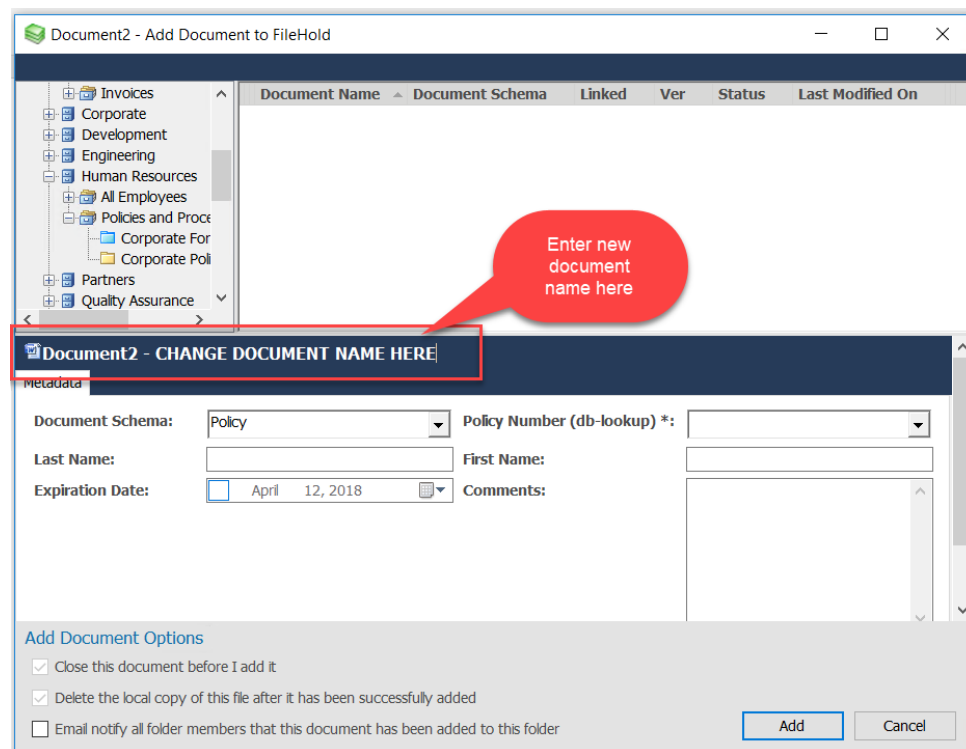 Document2 - Add Document to FileHold
Document Name Document Schema Linked Ver Status Last Modified On
Invoices
Corporate
Development
Engineering
Human Resources
All Employees
Policies and Proce
Corporate For
Corporate Poli
Partners
Quality Assurance
Enter new
document
name here
Document2 - CHANGE DOCUMENT NAME HERE
Metadata
Document Schema: Policy Policy Number (db-lookup) *:
Last Name: First Name:
Expiration Date: April 12, 2018 Comments:
Add Document Options
Close this document before I add it
Delete the local copy of this file after it has been successfully added
Email notify all folder members that this document has been added to this folder
Add Cancel